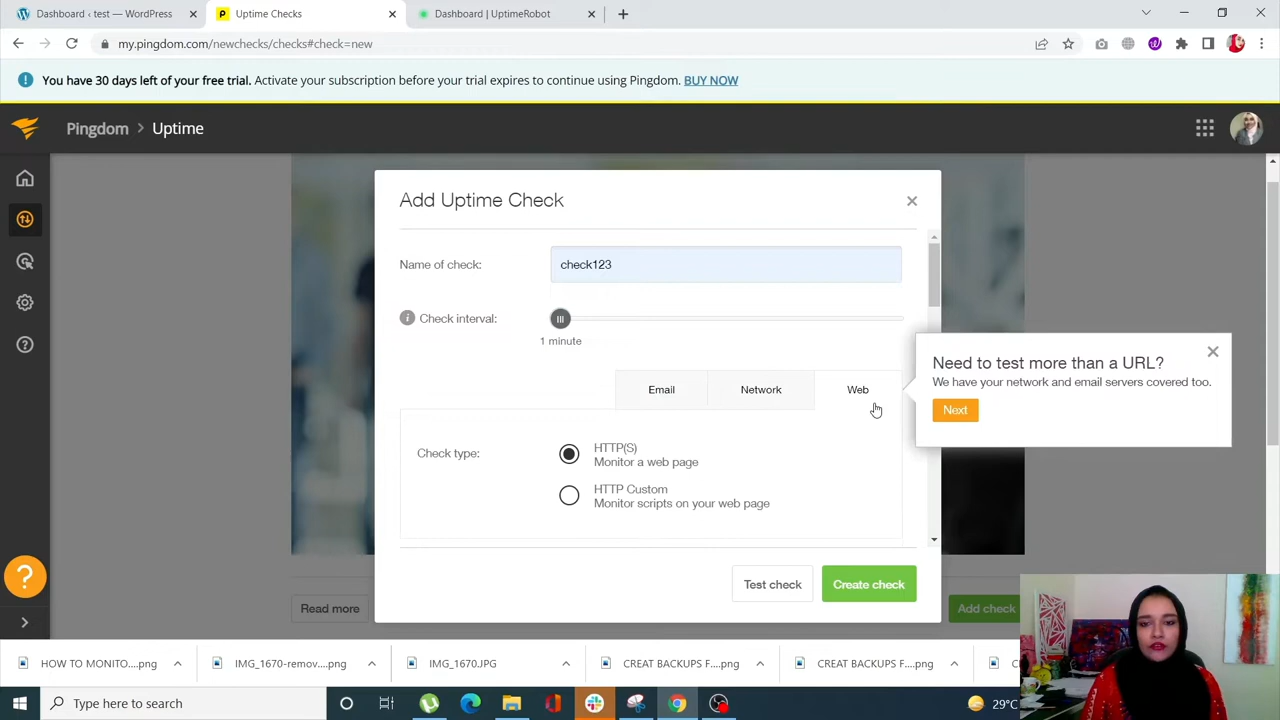 Dashboard ‹ test — WordPress
Uptime Checks
Dashboard | UptimeRobot
my.pingdom.com/newchecks/checks#check=new
You have 30 days left of your free trial. Activate your subscription before your trial expires to continue using Pingdom. BUY NOW
Pingdom > Uptime
Add Uptime Check
Name of check:
check123
Check interval:
1 minute
Need to test more than a URL?
We have your network and email servers covered too.
Next
Email
Network
Web
Check type:
HTTP(S)
Monitor a web page
HTTP Custom
Monitor scripts on your web page
Test check
Create check
Read more
Add check
HOW TO MONITO....png
IMG_1670-remov....png
IMG_1670.JPG
CREAT BACKUPS F....png
CREAT BACKUPS F....png
Type here to search
29°C